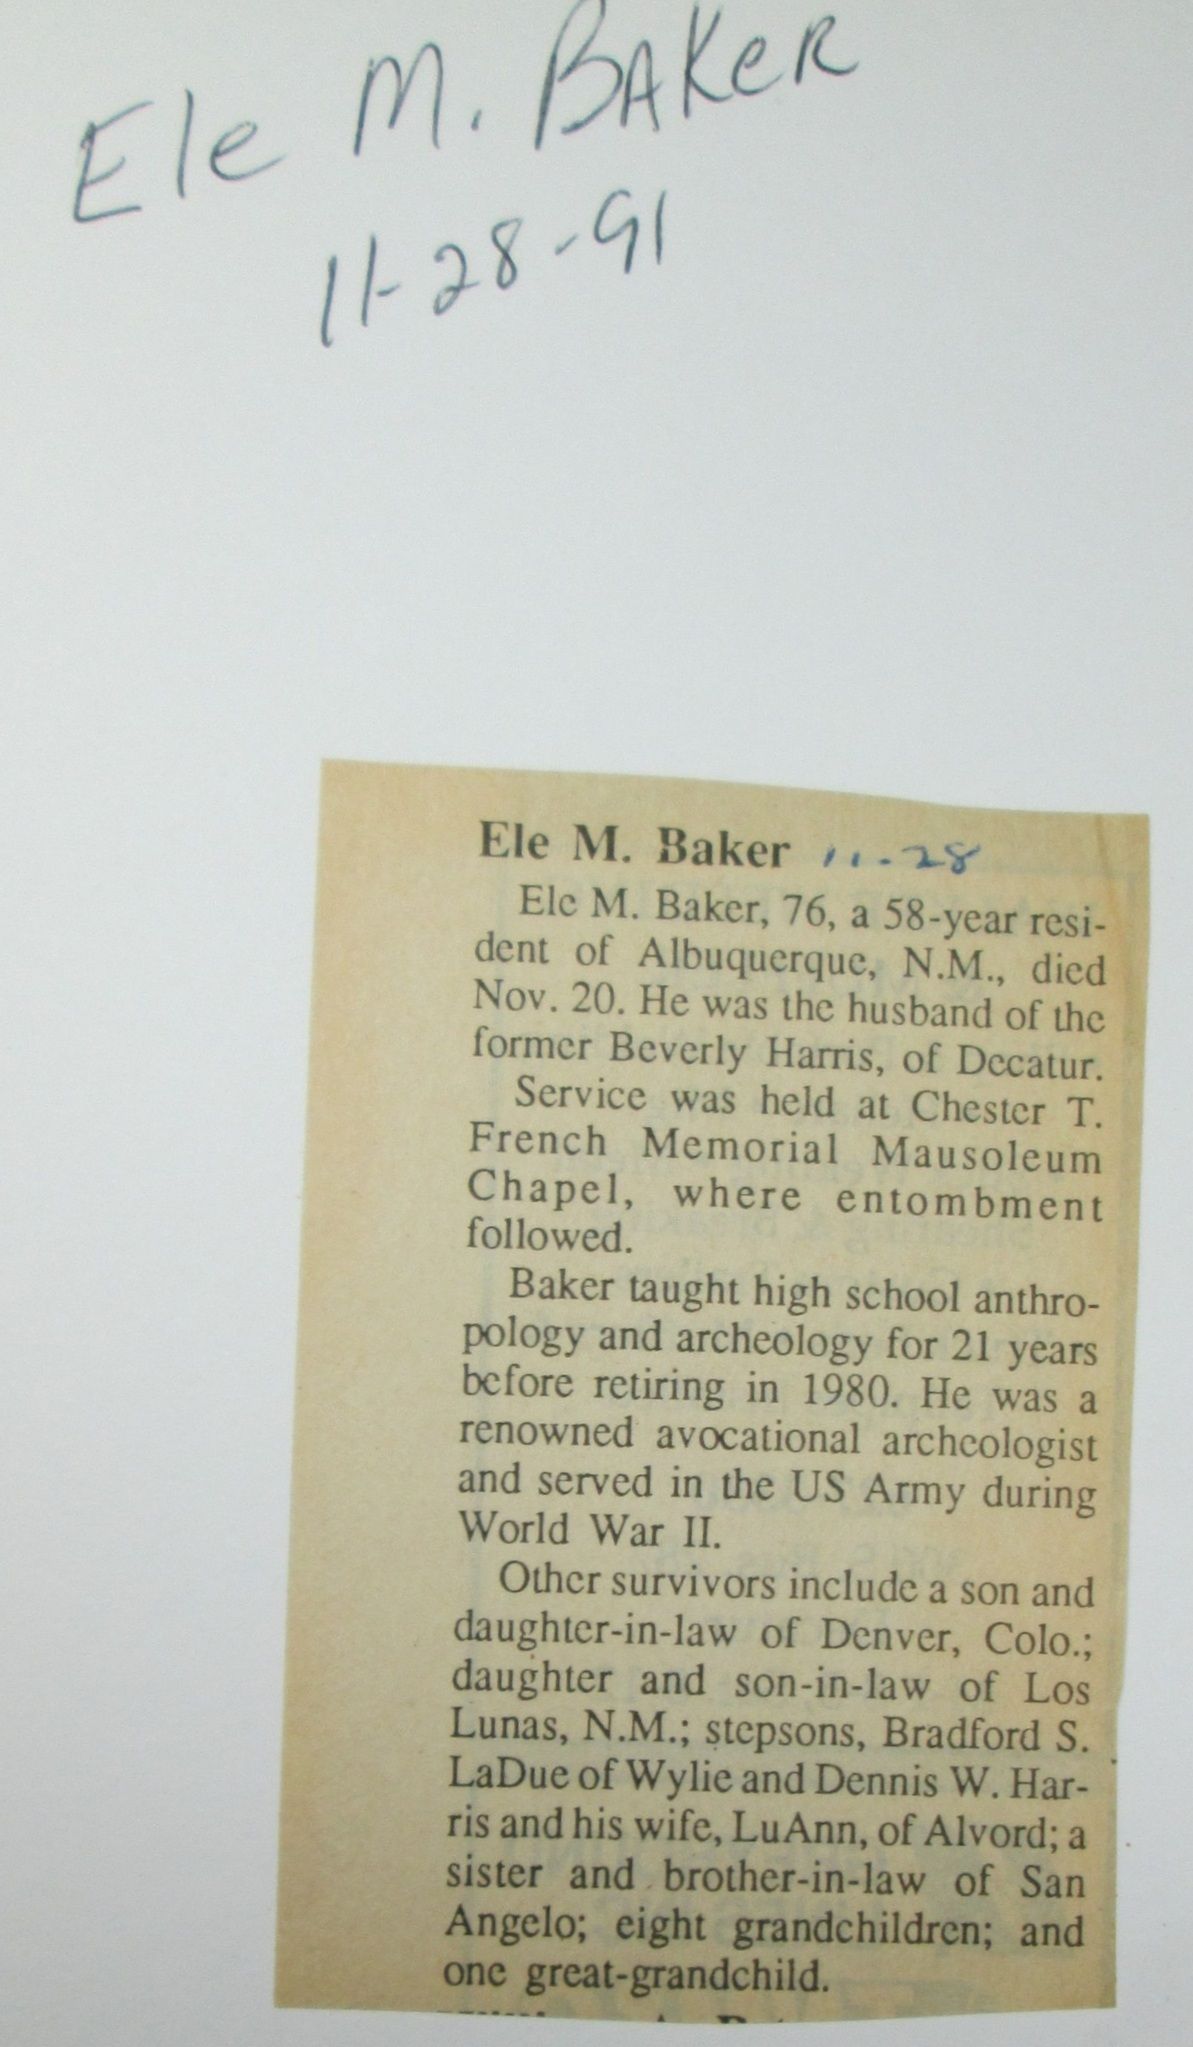 Ele M. BAKeR
11-28-91
Ele M. Baker 11-28
Ele M. Baker, 76, a 58-year resi-
dent of Albuquerque, N.M., died
Nov. 20. He was the husband of the
former Beverly Harris, of Decatur.
Service was held at Chester T.
French Memorial Mausoleum
Chapel, where entombment
followed.
Baker taught high school anthro-
pology and archeology for 21 years
before retiring in 1980. He was a
renowned avocational archeologist
and served in the US Army during
World War II.
Other survivors include a son and
daughter-in-law of Denver, Colo.;
daughter and son-in-law of Los
Lunas, N.M.; stepsons, Bradford S.
LaDue of Wylie and Dennis W. Har-
ris and his wife, LuAnn, of Alvord; a
sister and brother-in-law of San
Angelo; eight grandchildren; and
one great-grandchild.